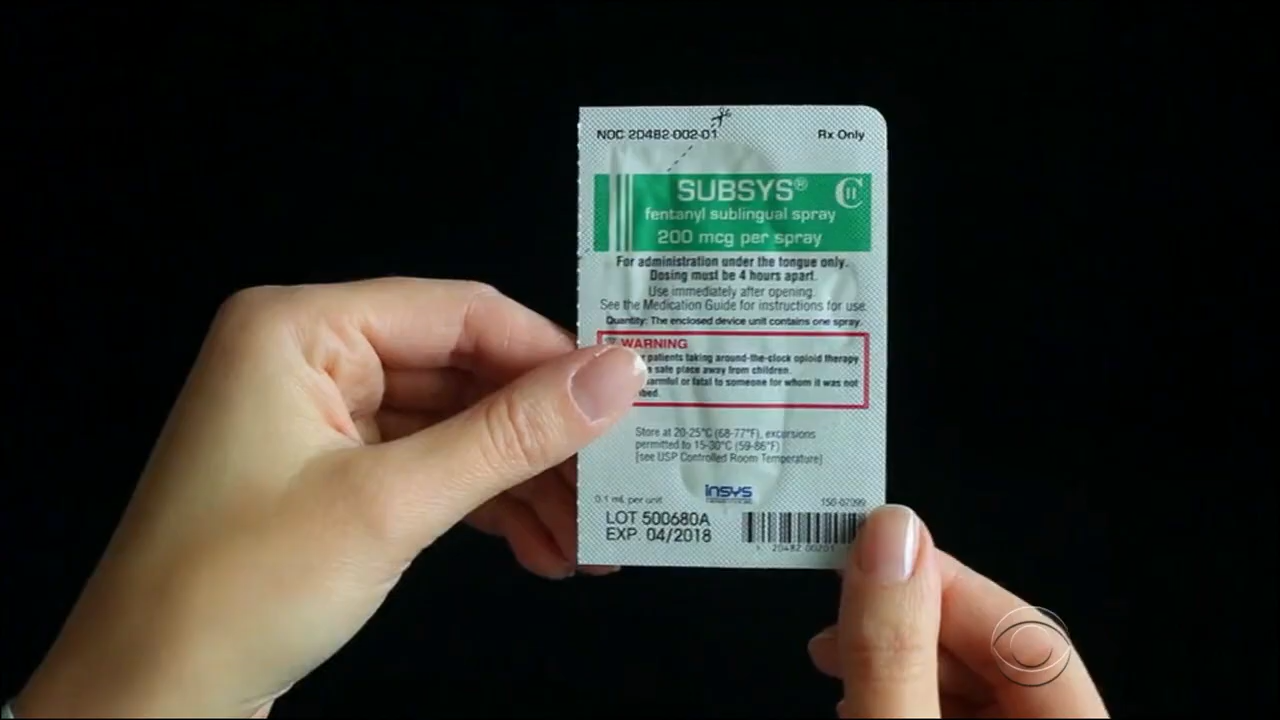 NDC 20482-002-01
Rx Only
SUBSYS® CII
fentanyl sublingual spray
200 mcg per spray
For administration under the tongue only.
Dosing must be 4 hours apart.
Use immediately after opening.
See the Medication Guide for instructions for use.
Quantity: The enclosed device unit contains one spray.
WARNING
patients taking around-the-clock opioid therapy
safe place away from children.
harmful or fatal to someone for whom it was not
Store at 20-25°C (68-77°F), excursions
permitted to 15-30°C (59-86°F)
[see USP Controlled Room Temperature]
insys
0.1 mL per unit
LOT 500680A
EXP. 04/2018
20482 00201